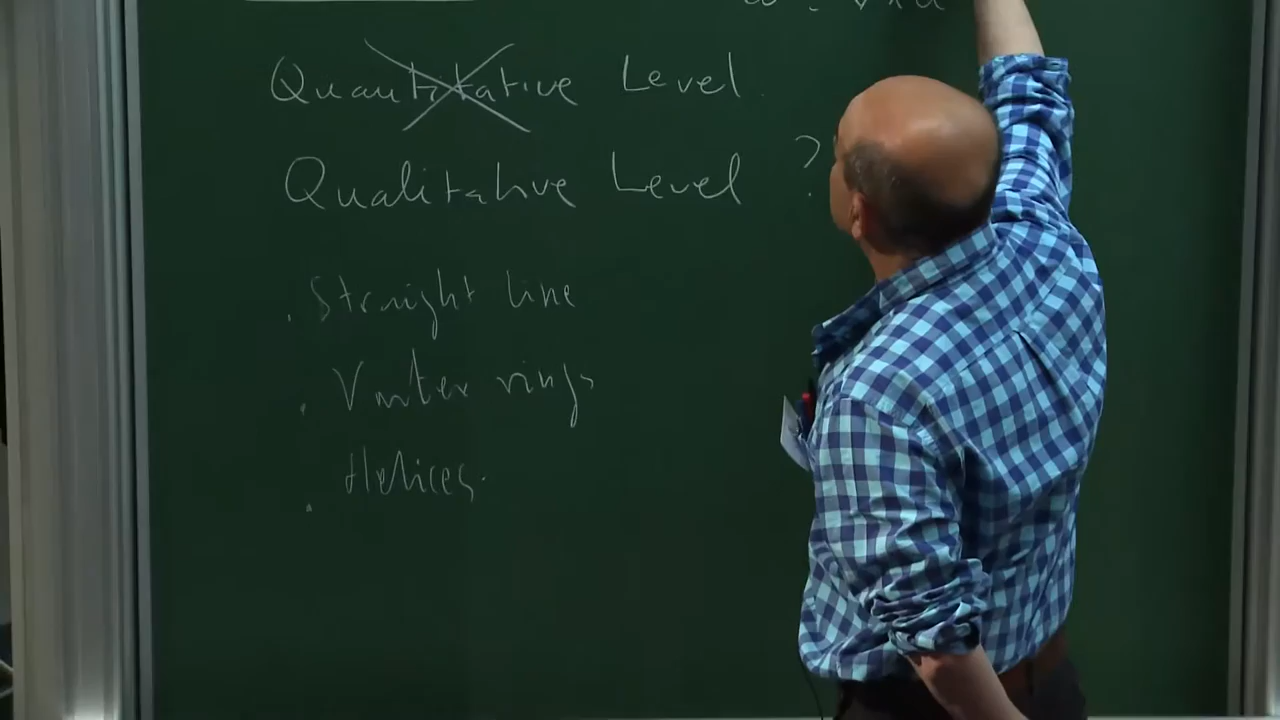 Quantitative Level
Qualitative Level ?
. Straight line
. Vortex rings
. Helices.